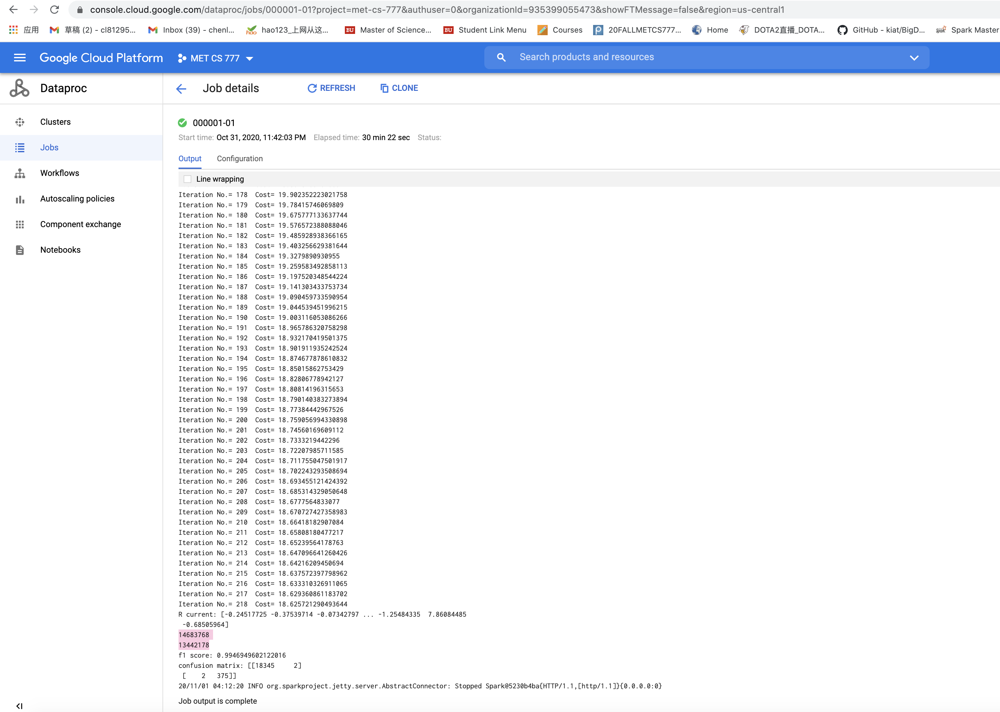 console.cloud.google.com/dataproc/jobs/000001-01?project=met-cs-777&authuser=0&organizationId=935399055473&showFTMessage=false&region=us-central1
应用 草稿 (2) - cl81295... Inbox (39) - chenl... hao123_上网从这... Master of Science... Student Link Menu Courses 20FALLMETCS777... Home DOTA2直播_DOTA... GitHub - kiat/BigD... Spark Master
Google Cloud Platform MET CS 777 Search products and resources
Dataproc Job details REFRESH CLONE
Clusters
Jobs
Workflows
Autoscaling policies
Component exchange
Notebooks
000001-01
Start time: Oct 31, 2020, 11:42:03 PM Elapsed time: 30 min 22 sec Status:
Output Configuration
Line wrapping
Iteration No.= 178 Cost= 19.902352223021758
Iteration No.= 179 Cost= 19.78415746069809
Iteration No.= 180 Cost= 19.675777133637744
Iteration No.= 181 Cost= 19.576572388088046
Iteration No.= 182 Cost= 19.485928938366165
Iteration No.= 183 Cost= 19.403256629381644
Iteration No.= 184 Cost= 19.3279890930955
Iteration No.= 185 Cost= 19.259583492858113
Iteration No.= 186 Cost= 19.197520348544224
Iteration No.= 187 Cost= 19.141303433753734
Iteration No.= 188 Cost= 19.090459733590954
Iteration No.= 189 Cost= 19.044539451996215
Iteration No.= 190 Cost= 19.003116053086266
Iteration No.= 191 Cost= 18.965786320758298
Iteration No.= 192 Cost= 18.932170419501375
Iteration No.= 193 Cost= 18.901911935242524
Iteration No.= 194 Cost= 18.874677878610832
Iteration No.= 195 Cost= 18.85015862753429
Iteration No.= 196 Cost= 18.82806778942127
Iteration No.= 197 Cost= 18.80814196315653
Iteration No.= 198 Cost= 18.790140383273894
Iteration No.= 199 Cost= 18.77384442967526
Iteration No.= 200 Cost= 18.759056994330898
Iteration No.= 201 Cost= 18.74560169609112
Iteration No.= 202 Cost= 18.7333219442296
Iteration No.= 203 Cost= 18.72207985711585
Iteration No.= 204 Cost= 18.711755047501917
Iteration No.= 205 Cost= 18.702243293508694
Iteration No.= 206 Cost= 18.693455121424392
Iteration No.= 207 Cost= 18.685314329050648
Iteration No.= 208 Cost= 18.6777564833077
Iteration No.= 209 Cost= 18.670727427358983
Iteration No.= 210 Cost= 18.66418182907084
Iteration No.= 211 Cost= 18.65808180477217
Iteration No.= 212 Cost= 18.65239564178763
Iteration No.= 213 Cost= 18.647096641260426
Iteration No.= 214 Cost= 18.64216209450694
Iteration No.= 215 Cost= 18.637572397798962
Iteration No.= 216 Cost= 18.633310326911065
Iteration No.= 217 Cost= 18.629360861183702
Iteration No.= 218 Cost= 18.625721290493644
R current: [-0.24517725 -0.37539714 -0.07342797 ... -1.25484335 7.86084485
-0.68505964]
14683768
13442178
f1 score: 0.9946949602122016
confusion matrix: [[18345 2]
[ 2 375]]
20/11/01 04:12:20 INFO org.sparkproject.jetty.server.AbstractConnector: Stopped Spark@5230b4ba{HTTP/1.1,[http/1.1]}{0.0.0.0:0}
Job output is complete